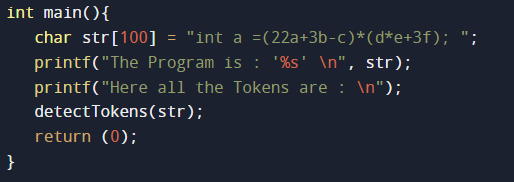 int main(){
char str[100] = "int a =(22a+3b-c)*(d*e+3f); ";
printf("The Program is : '%s' \n", str);
printf("Here all the Tokens are : \n");
detectTokens(str);
return (0);
}